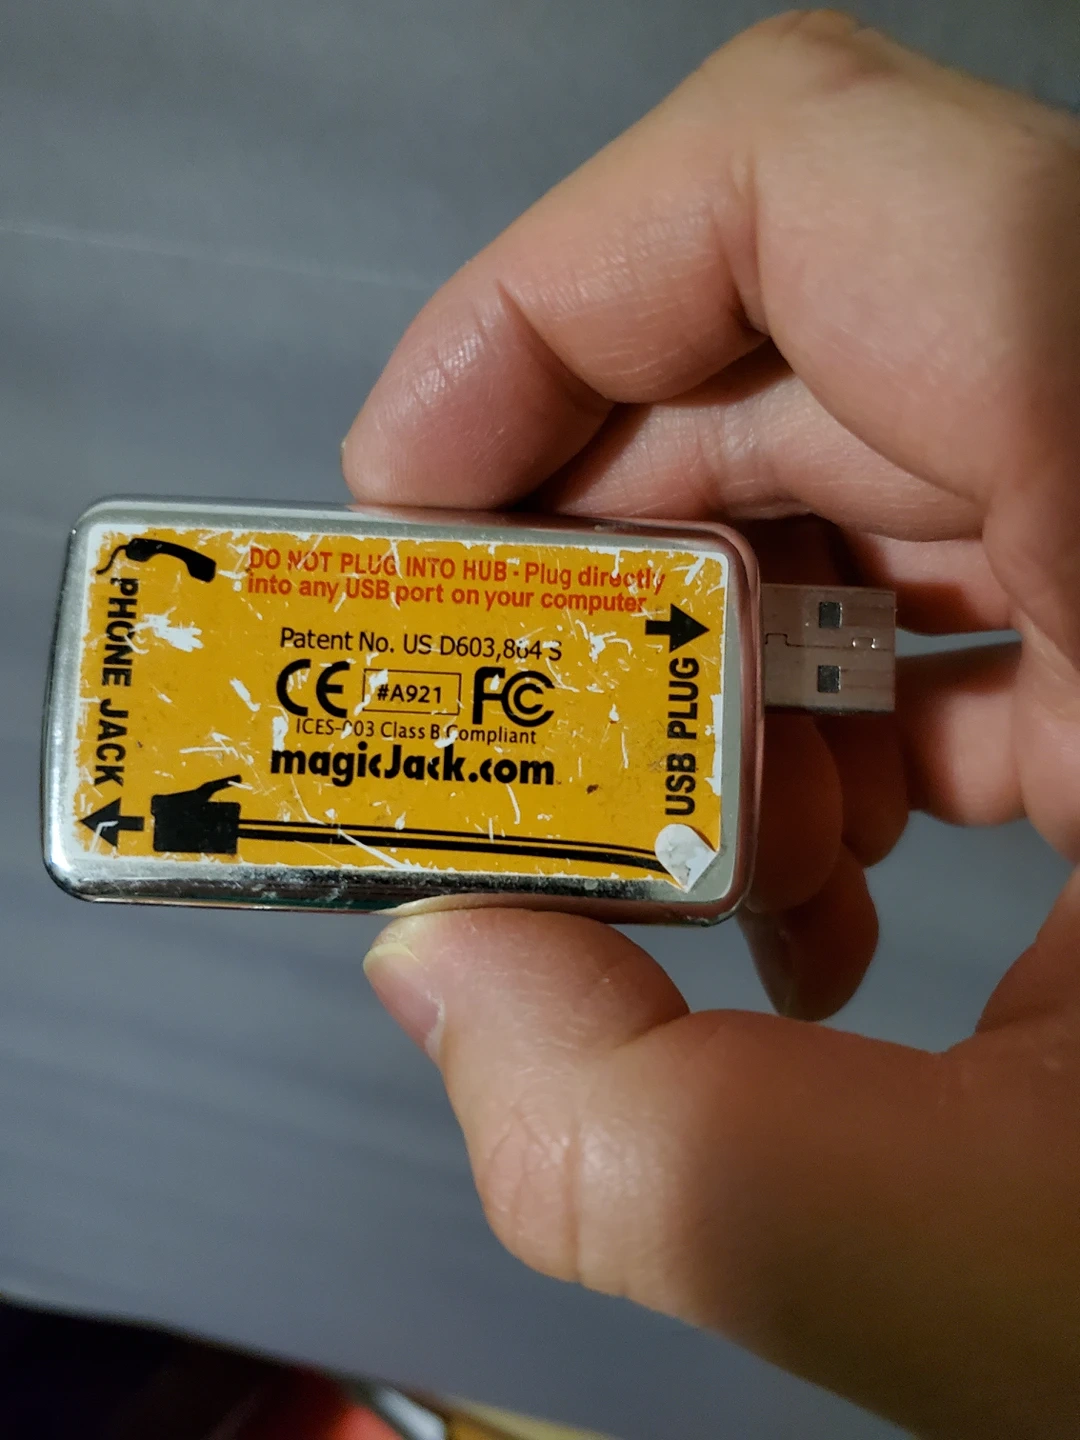 DO NOT PLUG INTO HUB - Plug directly
into any USB port on your computer
PHONE JACK
Patent No. US D603,864 S
CE #A921 FC
ICES-003 Class B Compliant
magicJack.com
USB PLUG